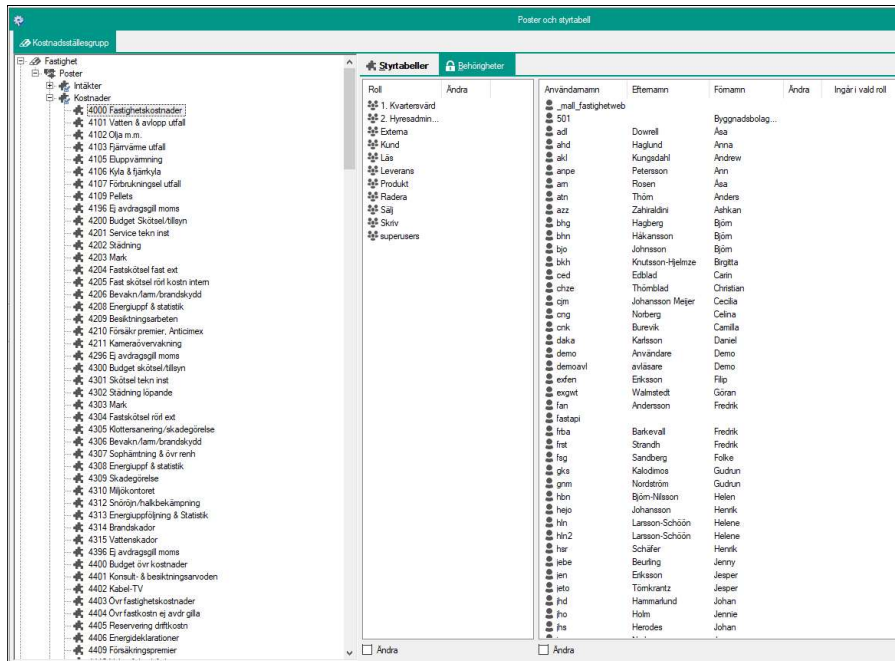 Poster och styrtabell
Kostnadsställesgrupp
Fastighet
Poster
Intäkter
Kostnader
4000 Fastighetskostnader
4101 Vatten & avlopp utfall
4102 Olja m.m.
4103 Fjärrvärme utfall
4105 Eluppvärmning
4106 Kyla & fjärrkyla
4107 Förbrukningsel utfall
4109 Pellets
4196 Ej avdragsgill moms
4200 Budget Skötsel/tillsyn
4201 Service tekn inst
4202 Städning
4203 Mark
4204 Fastskötsel fast ext
4205 Fast skötsel rörl kostn intern
4206 Bevakn/larm/brandskydd
4208 Energiuppf & statistik
4209 Besiktningsarbeten
4210 Försäkr premier, Anticimex
4211 Kameraövervakning
4296 Ej avdragsgill moms
4300 Budget skötsel/tillsyn
4301 Skötsel tekn inst
4302 Städning löpande
4303 Mark
4304 Fastskötsel rörl ext
4305 Klottersanering/skadegörelse
4306 Bevakn/larm/brandskydd
4307 Sophämtning & övr renh
4308 Energiuppf & statistik
4309 Skadegörelse
4310 Miljökontoret
4312 Snöröjn/halkbekämpning
4313 Energiuppföljning & Statistik
4314 Brandskador
4315 Vattenskador
4396 Ej avdragsgill moms
4400 Budget övr kostnader
4401 Konsult- & besiktningsarvoden
4402 Kabel-TV
4403 Övr fastighetskostnader
4404 Övr fastkostn ej avdr gilla
4405 Reservering driftkostn
4406 Energideklarationer
4409 Försäkringspremier
Styrtabeller
Behörigheter
Roll Ändra
1. Kvartersvärd
2. Hyresadmin...
Externa
Kund
Läs
Leverans
Produkt
Radera
Sälj
Skriv
superusers
Ändra
Användarnamn Efternamn Förnamn Ändra Ingår i vald roll
_mall_fastighetweb
501 Byggnadsbolag...
adl Dowrell Åsa
ahd Haglund Anna
akl Kungsdahl Andrew
anpe Petersson Ann
arn Rosen Åsa
atn Thörn Anders
azz Zahiraldini Ashkan
bhg Hagberg Björn
bhn Håkansson Björn
bjo Johnsson Björn
bkh Knutsson-Hjelmze Birgitta
ced Edblad Carin
chze Thörnblad Christian
cjm Johansson Meijer Cecilia
cng Norberg Celina
cnk Burevik Camilla
daka Karlsson Daniel
demo Användare Demo
demoavl avläsare Demo
exfen Eriksson Filip
exgwt Walmstedt Göran
fan Andersson Fredrik
fastapi
frba Barkevall Fredrik
frst Strandh Fredrik
fsg Sandberg Folke
gks Kalodimos Gudrun
gnm Nordström Gudrun
hbn Björn-Nilsson Helen
hejo Johansson Henrik
hln Larsson-Schöön Helene
hln2 Larsson-Schöön Helene
hsr Schäfer Henrik
jebe Beurling Jenny
jen Eriksson Jesper
jeto Törnkrantz Jesper
jhd Hammarlund Johan
jho Holm Jennie
jhs Herodes Johan
Ändra